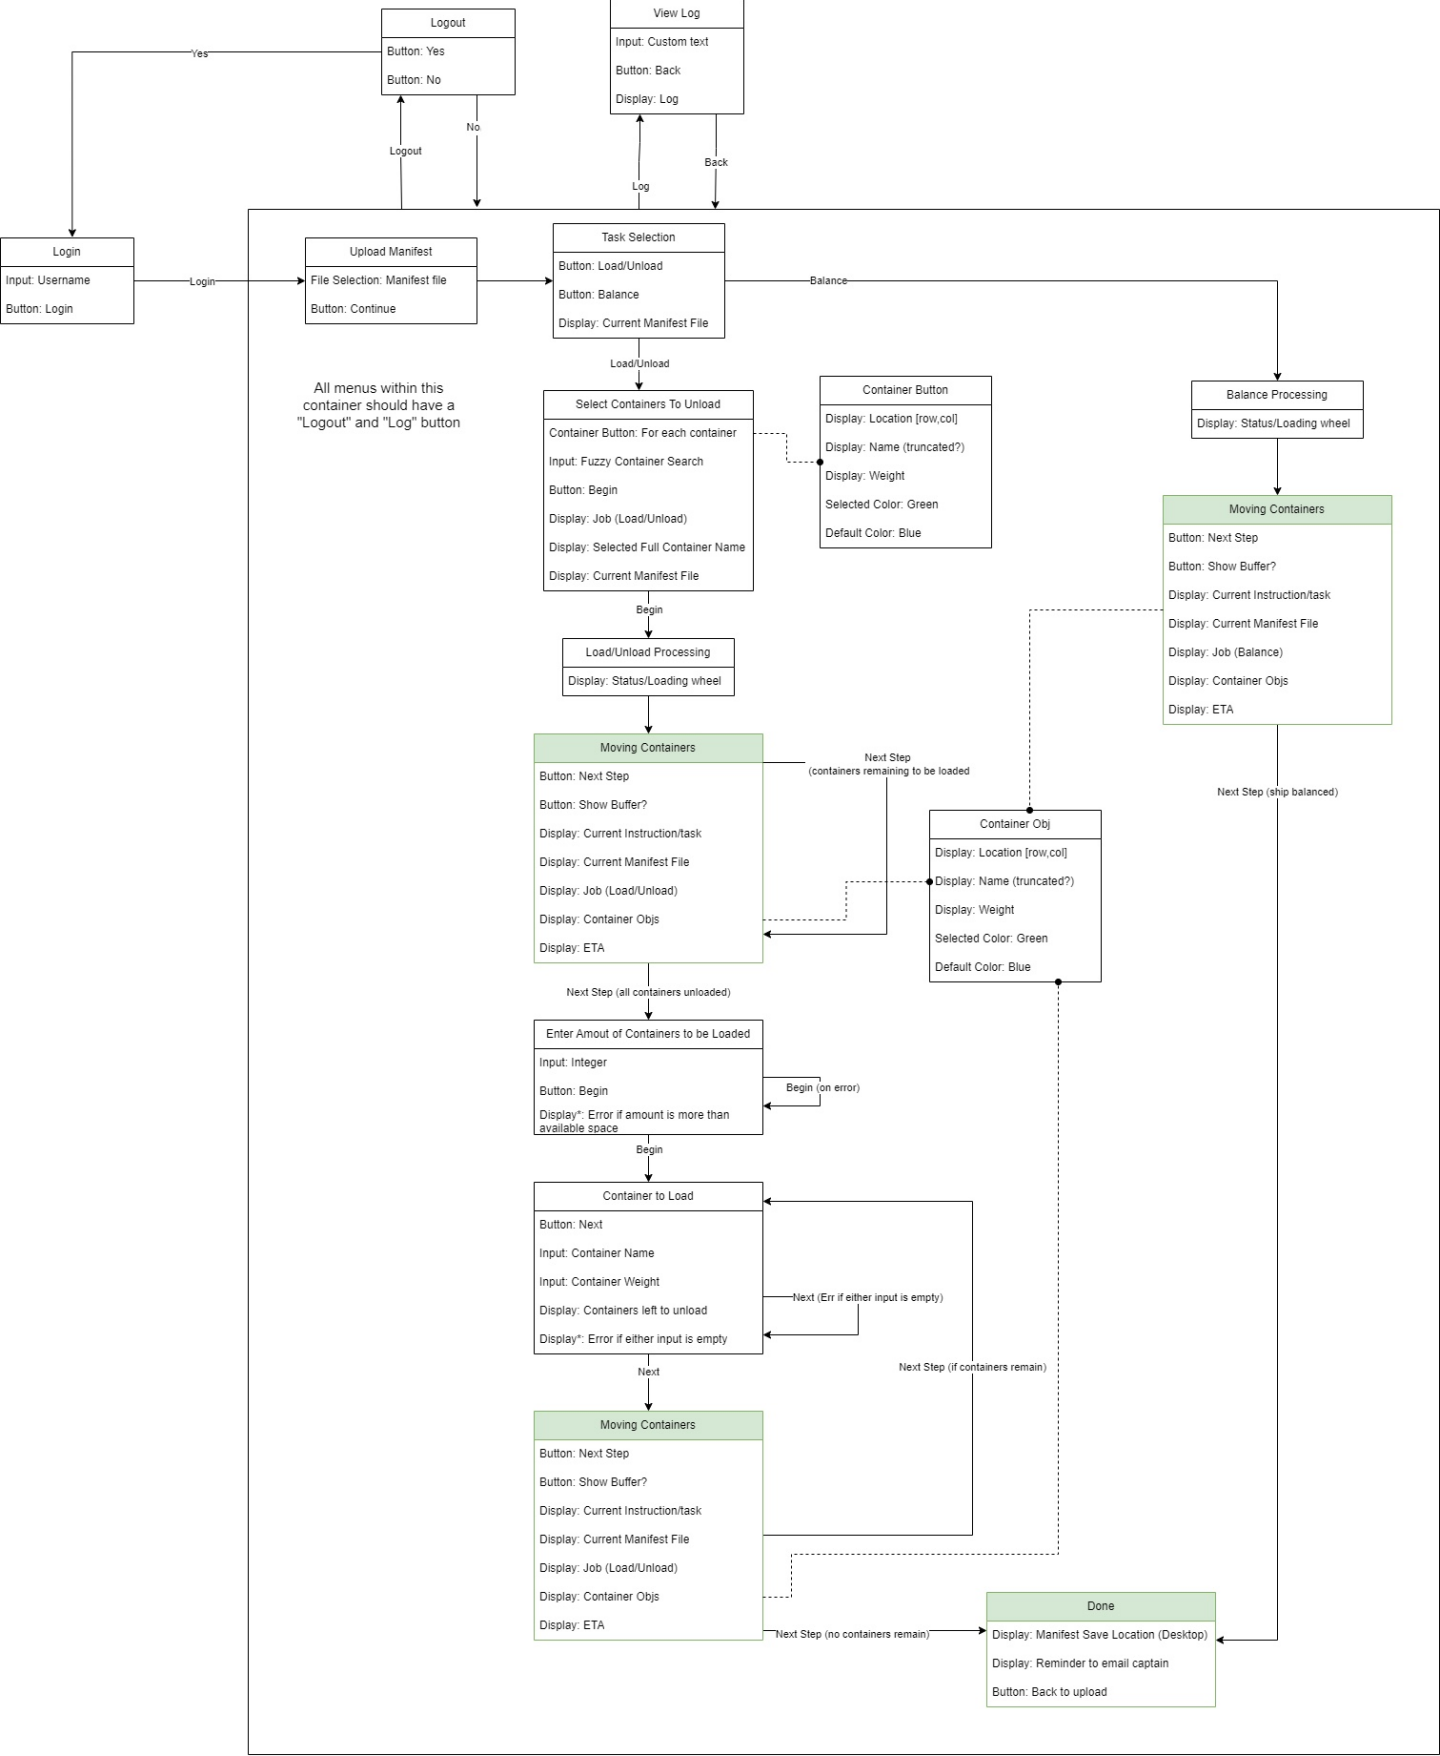 Logout
Button: Yes
Button: No
View Log
Input: Custom text
Button: Back
Display: Log
Yes
No
Logout
Back
Log
Login
Input: Username
Button: Login
Login
Upload Manifest
File Selection: Manifest file
Button: Continue
Task Selection
Button: Load/Unload
Button: Balance
Display: Current Manifest File
Balance
Load/Unload
All menus within this
container should have a
"Logout" and "Log" button
Select Containers To Unload
Container Button: For each container
Input: Fuzzy Container Search
Button: Begin
Display: Job (Load/Unload)
Display: Selected Full Container Name
Display: Current Manifest File
Container Button
Display: Location [row,col]
Display: Name (truncated?)
Display: Weight
Selected Color: Green
Default Color: Blue
Balance Processing
Display: Status/Loading wheel
Moving Containers
Button: Next Step
Button: Show Buffer?
Display: Current Instruction/task
Display: Current Manifest File
Display: Job (Balance)
Display: Container Objs
Display: ETA
Begin
Load/Unload Processing
Display: Status/Loading wheel
Moving Containers
Button: Next Step
Button: Show Buffer?
Display: Current Instruction/task
Display: Current Manifest File
Display: Job (Load/Unload)
Display: Container Objs
Display: ETA
Next Step
(containers remaining to be loaded
Next Step (ship balanced)
Container Obj
Display: Location [row,col]
Display: Name (truncated?)
Display: Weight
Selected Color: Green
Default Color: Blue
Next Step (all containers unloaded)
Enter Amout of Containers to be Loaded
Input: Integer
Button: Begin
Display*: Error if amount is more than
available space
Begin (on error)
Begin
Container to Load
Button: Next
Input: Container Name
Input: Container Weight
Display: Containers left to unload
Display*: Error if either input is empty
Next (Err if either input is empty)
Next Step (if containers remain)
Next
Moving Containers
Button: Next Step
Button: Show Buffer?
Display: Current Instruction/task
Display: Current Manifest File
Display: Job (Load/Unload)
Display: Container Objs
Display: ETA
Next Step (no containers remain)
Done
Display: Manifest Save Location (Desktop)
Display: Reminder to email captain
Button: Back to upload